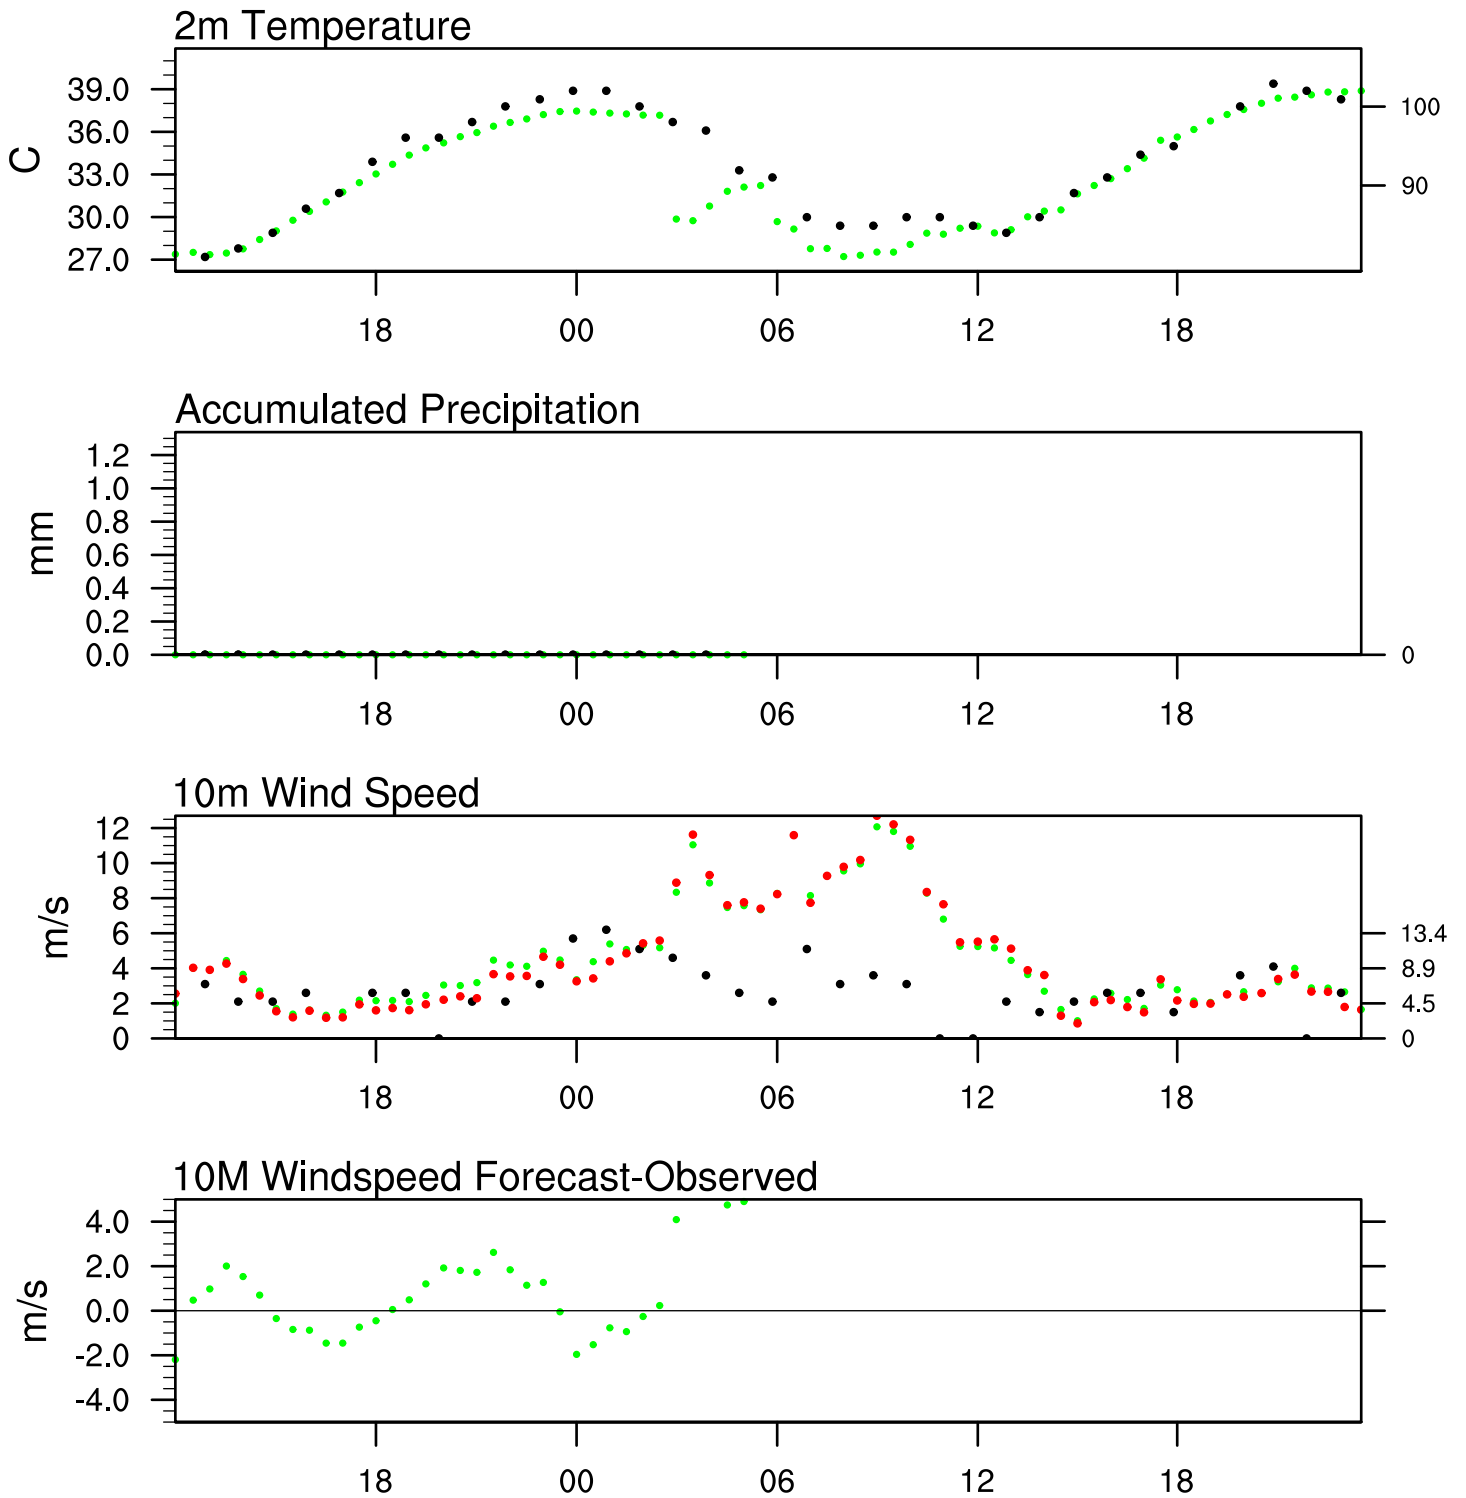 2m Temperature
39.0
36.0
33.0
30.0
27.0
C
100
90
18 00 06 12 18
Accumulated Precipitation
1.2
1.0
0.8
0.6
0.4
0.2
0.0
mm
0
18 00 06 12 18
10m Wind Speed
12
10
8
6
4
2
0
m/s
13.4
8.9
4.5
0
18 00 06 12 18
10M Windspeed Forecast-Observed
4.0
2.0
0.0
-2.0
-4.0
m/s
18 00 06 12 18